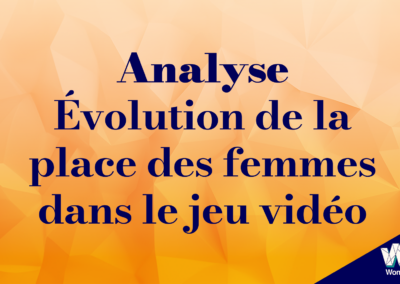 Analyse
Évolution de la
place des femmes
dans le jeu vidéo